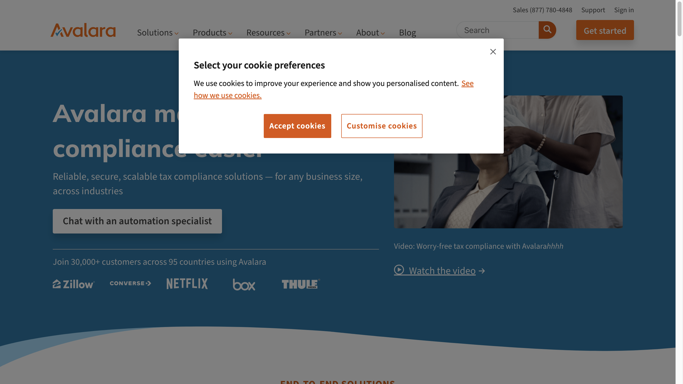 Sales (877) 780-4848 Support Sign in
Avalara Solutions Products Resources Partners About Blog Search Get started
Select your cookie preferences
We use cookies to improve your experience and show you personalised content. See
how we use cookies.
Accept cookies Customise cookies
Avalara
compliance easier
Reliable, secure, scalable tax compliance solutions — for any business size,
across industries
Chat with an automation specialist
Join 30,000+ customers across 95 countries using Avalara
Zillow CONVERSE NETFLIX box THULE
Video: Worry-free tax compliance with Avalarahhhh
Watch the video
END-TO-END SOLUTIONS